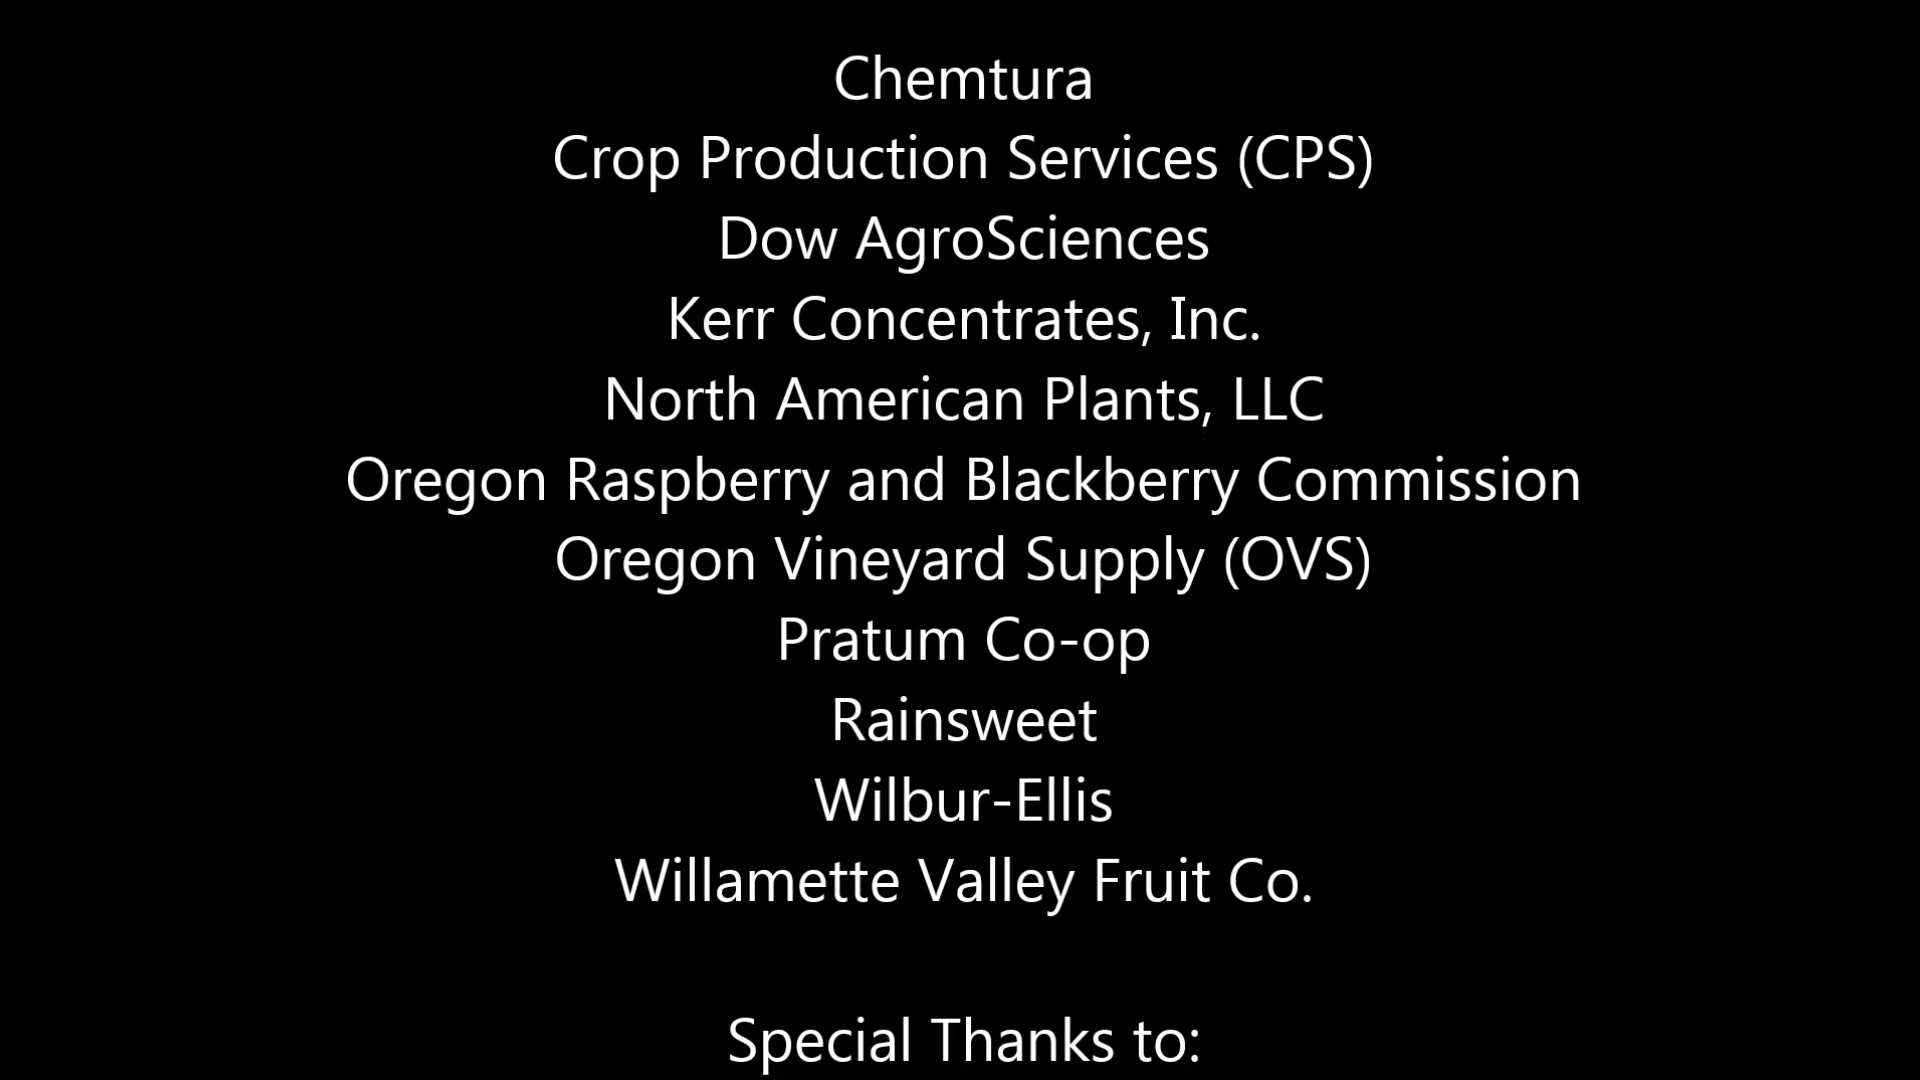 Chemtura
Crop Production Services (CPS)
Dow AgroSciences
Kerr Concentrates, Inc.
North American Plants, LLC
Oregon Raspberry and Blackberry Commission
Oregon Vineyard Supply (OVS)
Pratum Co-op
Rainsweet
Wilbur-Ellis
Willamette Valley Fruit Co.
Special Thanks to: